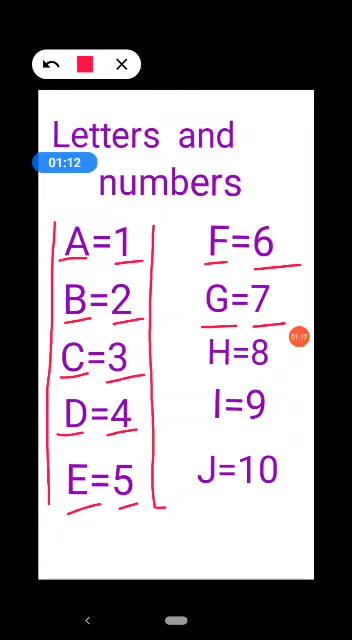 01:12
Letters and
numbers
A=1
B=2
C=3
D=4
E=5
F=6
G=7
01:12
H=8
I=9
J=10